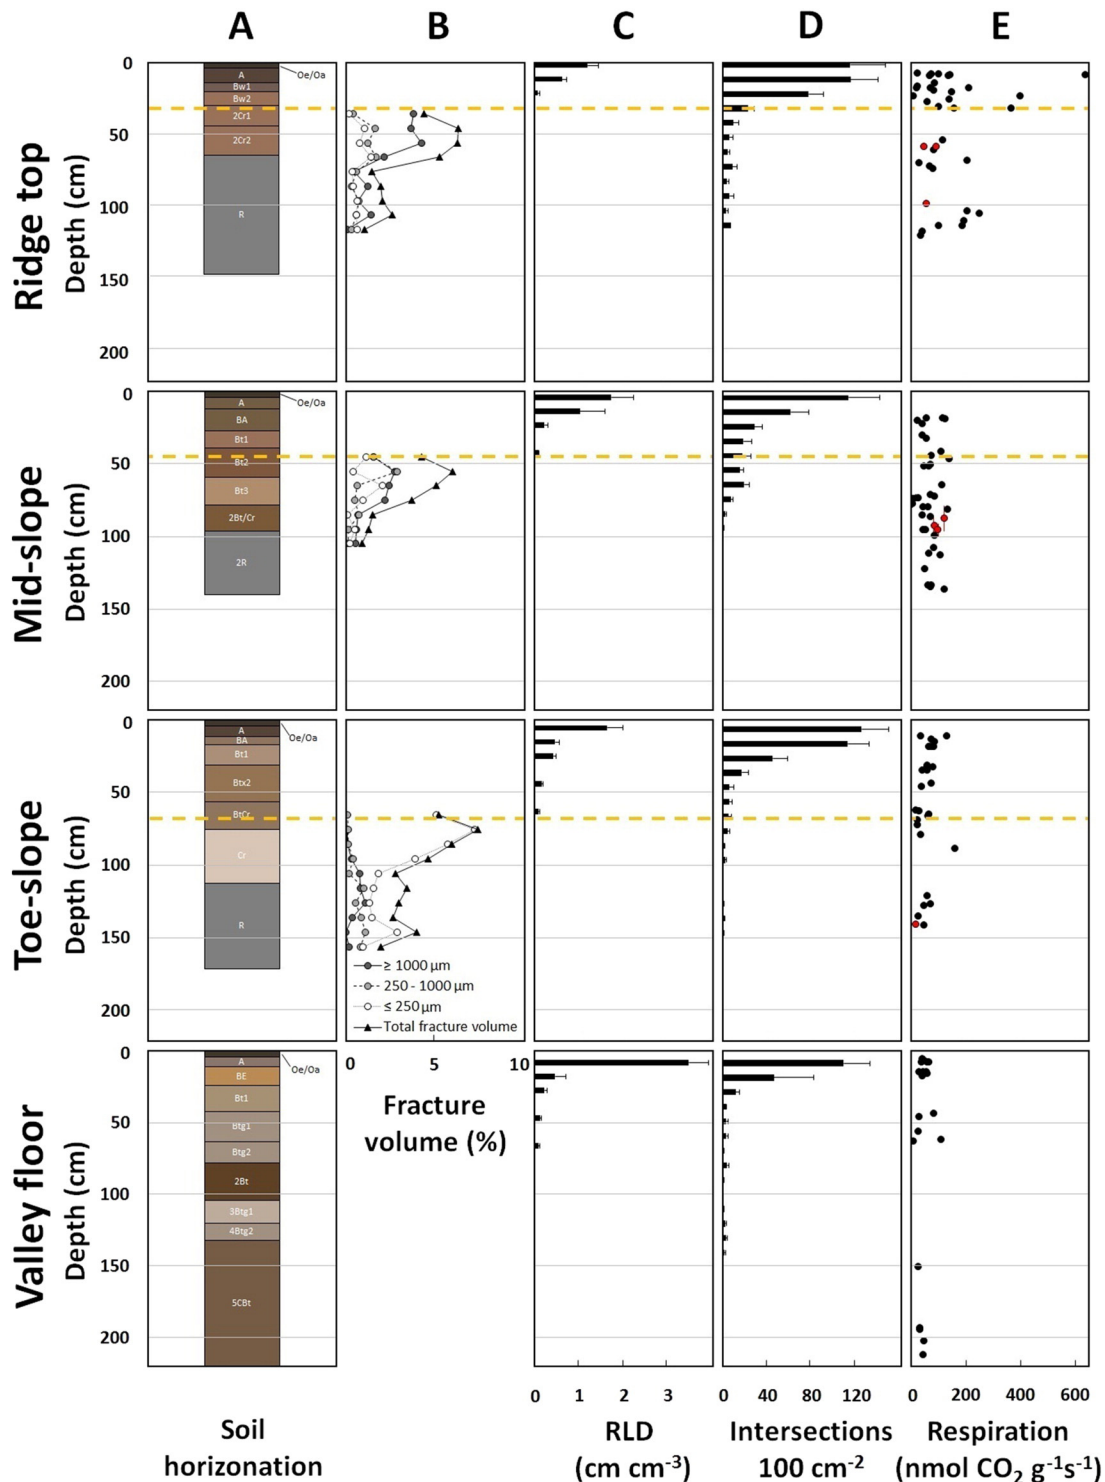 A B C D E
Ridge top
Depth (cm)
0
50
100
150
200
Oe/Oa
A
Bw1
Bw2
2Cr1
2Cr2
R
Mid-slope
Depth (cm)
0
50
100
150
200
Oe/Oa
A
BA
Bt1
Bt2
Bt3
2Bt/Cr
2R
Toe-slope
Depth (cm)
0
50
100
150
200
Oe/Oa
A
BA
Bt1
Btx2
BtCr
Cr
R
≥ 1000 µm
250 - 1000 µm
≤ 250 µm
Total fracture volume
0 5 10
Fracture
volume (%)
Valley floor
Depth (cm)
0
50
100
150
200
Oe/Oa
A
BE
Bt1
Btg1
Btg2
2Bt
3Btg1
4Btg2
5CBt
0 1 2 3
0 40 80 120
0 200 400 600
Soil
horizonation
RLD
(cm cm⁻³)
Intersections
100 cm⁻²
Respiration
(nmol CO₂ g⁻¹s⁻¹)